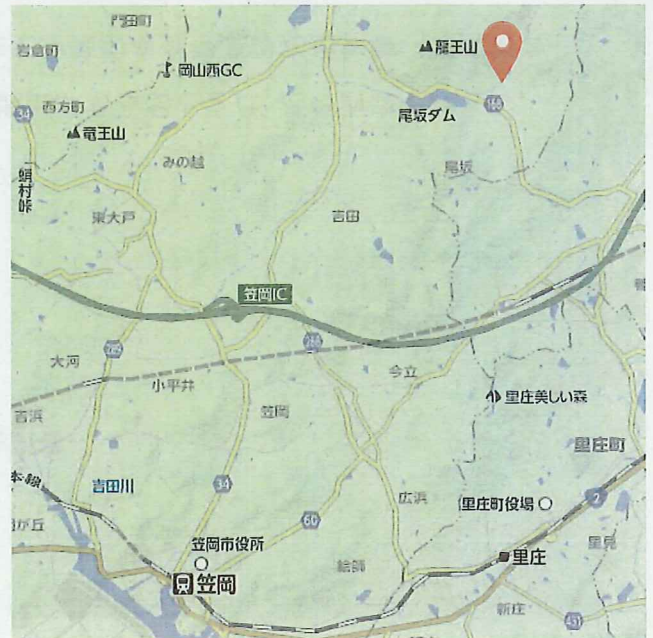 門田町
岩倉町
龍王山
岡山西GC
34
西方町
竜王山
尾坂ダム
みの越
尾坂
蛸村峠
東大戸
吉田
笠岡IC
大河
小平井
今立
笠岡
里庄美しい森
吉浜
里庄町
本線
吉田川
34
広浜
里庄町役場
2
が丘
60
里見
笠岡市役所
絵師
里庄
笠岡
新庄